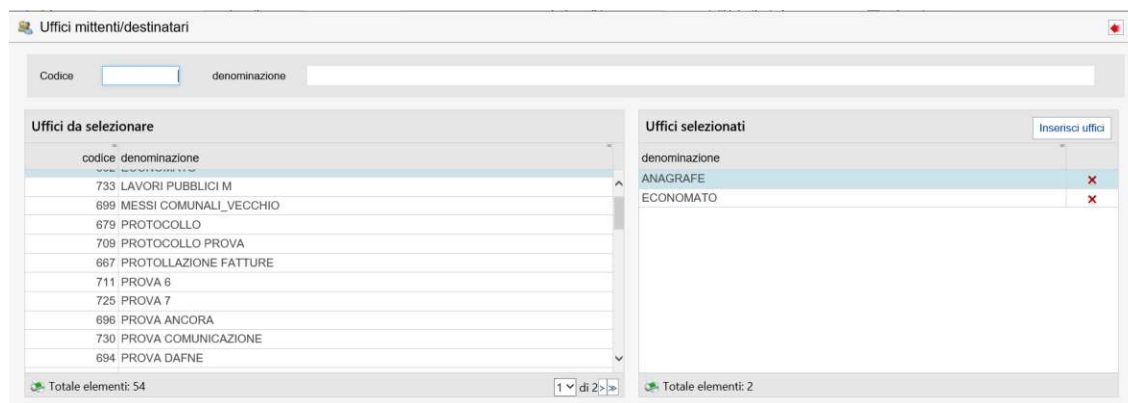 Uffici mittenti/destinatari
Codice denominazione
Uffici da selezionare
codice denominazione
733 LAVORI PUBBLICI M
699 MESSI COMUNALI_VECCHIO
679 PROTOCOLLO
709 PROTOCOLLO PROVA
667 PROTOLLAZIONE FATTURE
711 PROVA 6
725 PROVA 7
696 PROVA ANCORA
730 PROVA COMUNICAZIONE
694 PROVA DAFNE
Totale elementi: 54 1 di 2 > »
Uffici selezionati Inserisci uffici
denominazione
ANAGRAFE
ECONOMATO
Totale elementi: 2